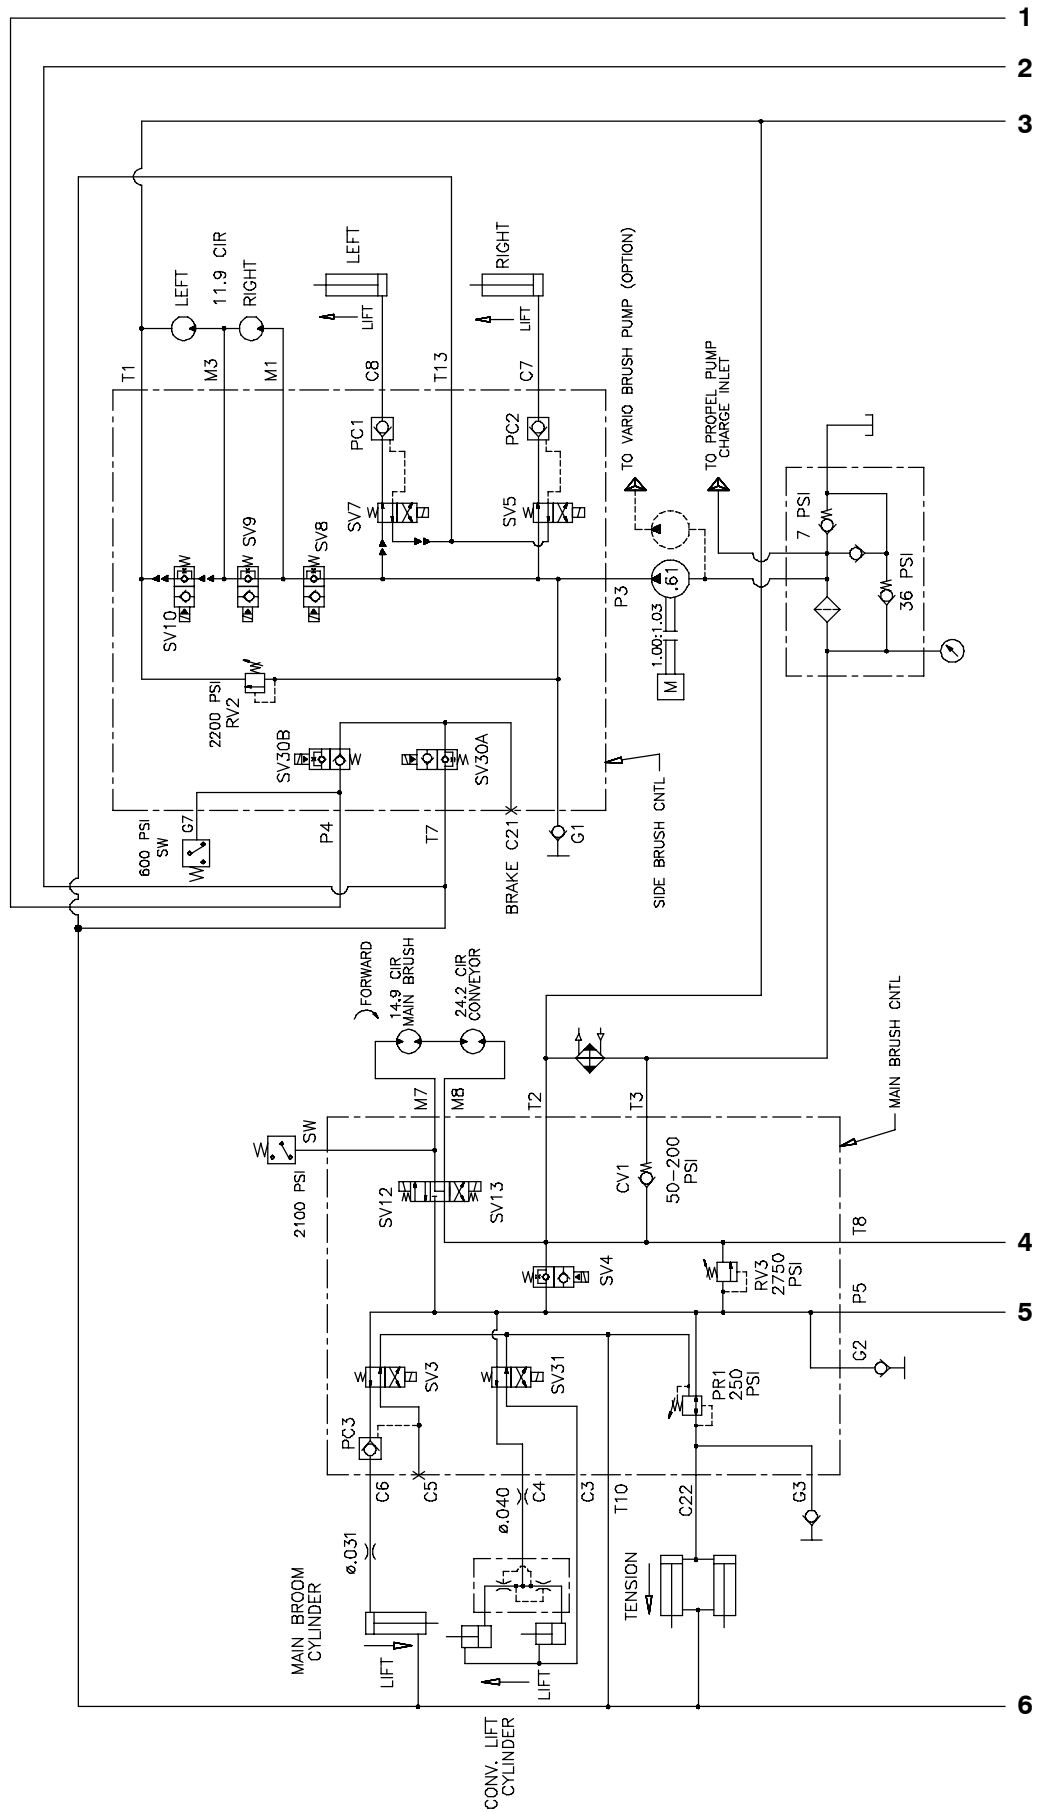 1
2
3
LEFT
11.9 CIR
RIGHT
LEFT
LIFT
RIGHT
LIFT
TO VARIO BRUSH PUMP (OPTION)
TO PROPEL PUMP
CHARGE INLET
T1
M3
M1
C8
T13
C7
PC1
PC2
SV7
SV5
SV10
SV9
SV8
P3
.61
1.00:1.03
M
7 PSI
36 PSI
2200 PSI
RV2
SV30B
SV30A
600 PSI
SW
G7
P4
T7
BRAKE C21
G1
SIDE BRUSH CNTL
FORWARD
14.9 CIR
MAIN BRUSH
24.2 CIR
CONVEYOR
M7
M8
T2
T3
MAIN BRUSH CNTL
2100 PSI
SW
SV12
SV13
CV1
50-200
PSI
SV4
RV3
2750
PSI
T8
4
P5
5
G2
SV3
SV31
PR1
250
PSI
PC3
C6
C5
C4
C3
T10
C22
G3
ø.031
ø.040
MAIN BROOM
CYLINDER
LIFT
LIFT
TENSION
CONV. LIFT
CYLINDER
6